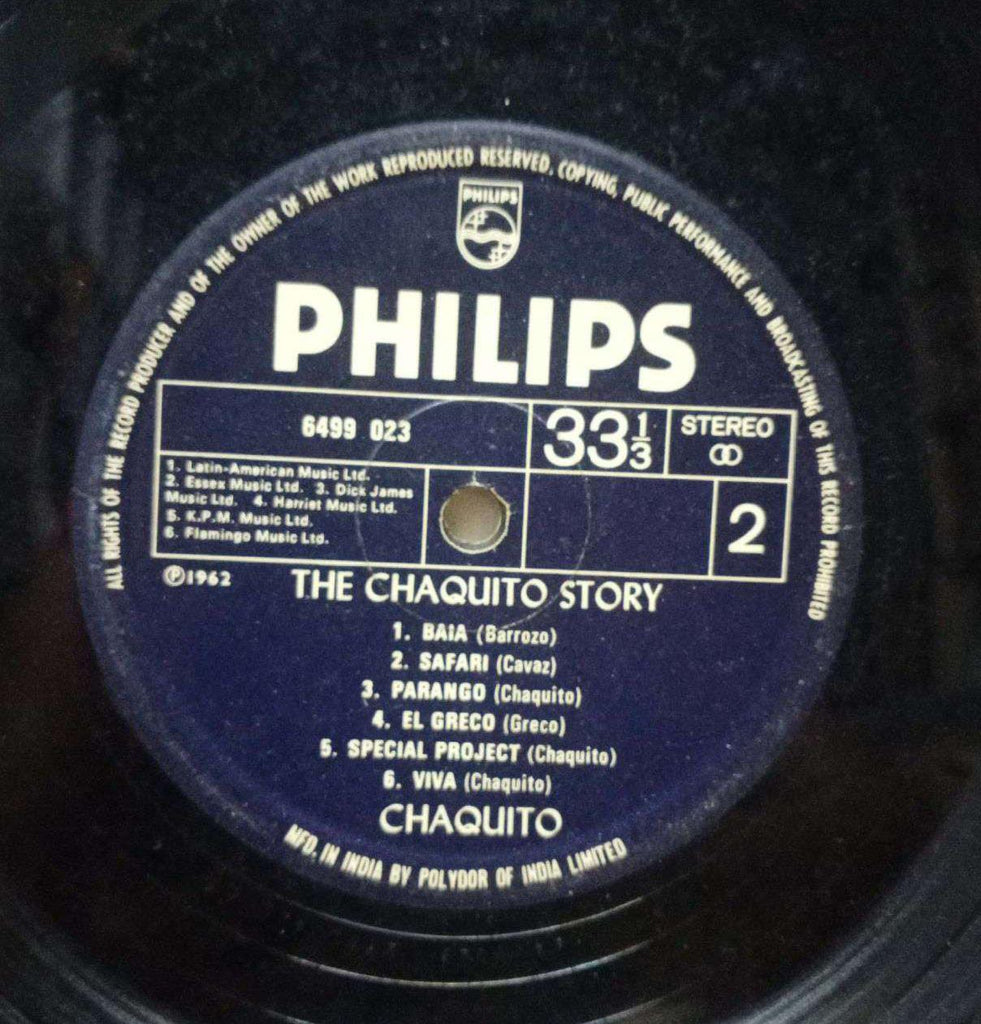 ALL RIGHTS OF THE RECORD PRODUCER AND OF THE OWNER OF THE WORK REPRODUCED RESERVED. COPYING, PUBLIC PERFORMANCE AND BROADCASTING OF THIS RECORD PROHIBITED
PHILIPS
PHILIPS
6499 023
33 1/3
STEREO
1. Latin-American Music Ltd.
2. Essex Music Ltd. 3. Dick James
Music Ltd. 4. Harriet Music Ltd.
5. K.P.M. Music Ltd.
6. Flamingo Music Ltd.
2
℗1962
THE CHAQUITO STORY
1. BAIA (Barrozo)
2. SAFARI (Cavaz)
3. PARANGO (Chaquito)
4. EL GRECO (Greco)
5. SPECIAL PROJECT (Chaquito)
6. VIVA (Chaquito)
CHAQUITO
MFD. IN INDIA BY POLYDOR OF INDIA LIMITED